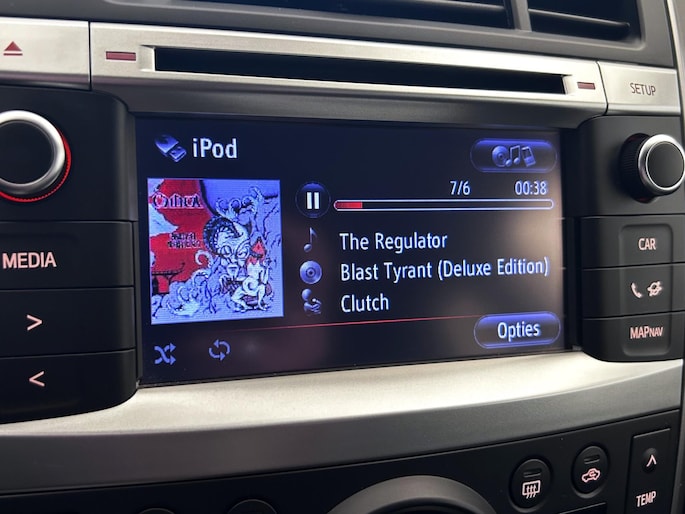 SETUP
iPod
7/6 00:38
The Regulator
Blast Tyrant (Deluxe Edition)
Clutch
Opties
MEDIA
>
<
CAR
MAPNAV
TEMP